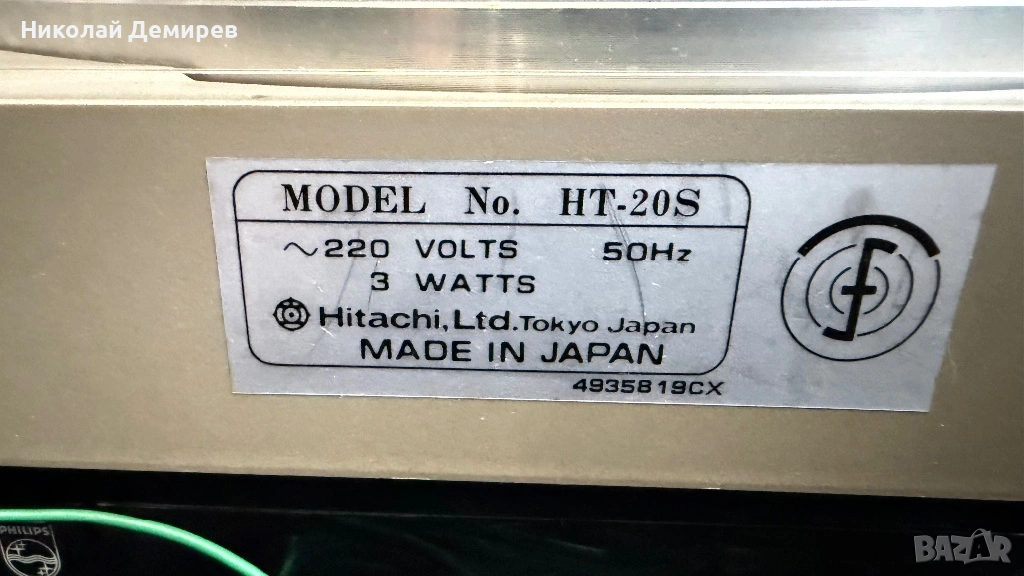 Николай Демирев
MODEL No. HT-20S
~220 VOLTS 50Hz
3 WATTS
Hitachi, Ltd. Tokyo Japan
MADE IN JAPAN
4935819CX
PHILIPS
BAZAR